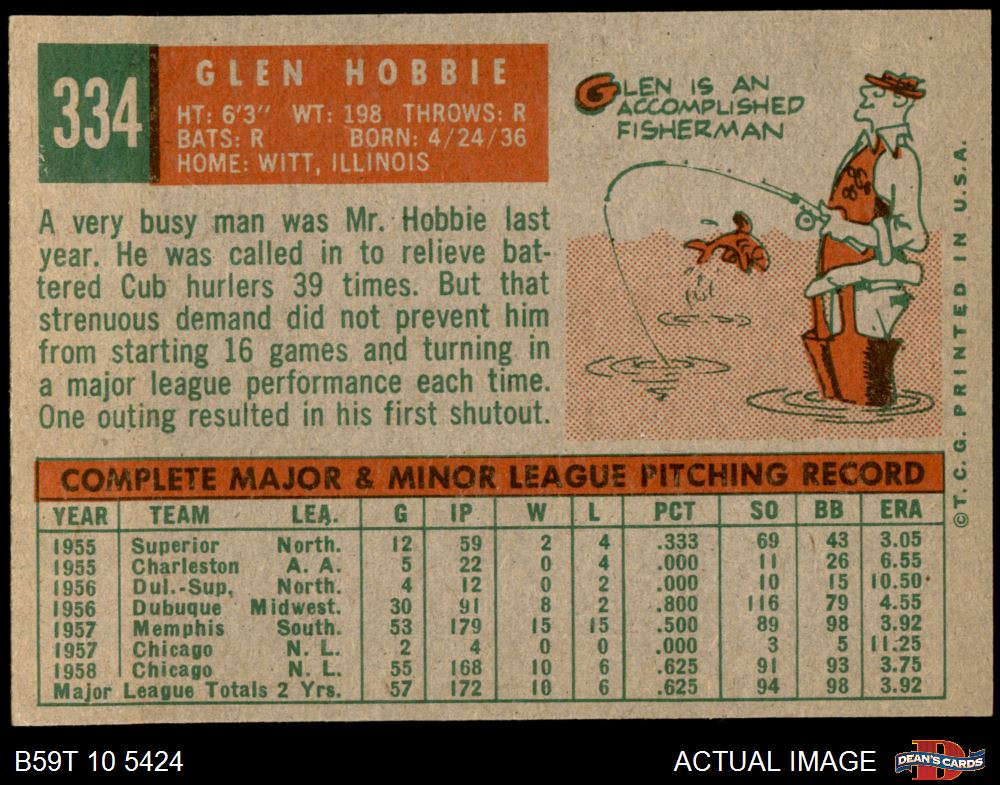 334
GLEN HOBBIE
HT: 6'3" WT: 198 THROWS: R
BATS: R BORN: 4/24/36
HOME: WITT, ILLINOIS
GLEN IS AN
ACCOMPLISHED
FISHERMAN
A very busy man was Mr. Hobbie last
year. He was called in to relieve bat-
tered Cub hurlers 39 times. But that
strenuous demand did not prevent him
from starting 16 games and turning in
a major league performance each time.
One outing resulted in his first shutout.
COMPLETE MAJOR & MINOR LEAGUE PITCHING RECORD
YEAR TEAM LEA. G IP W L PCT SO BB ERA
1955 Superior North. 12 59 2 4 .333 69 43 3.05
1955 Charleston A. A. 5 22 0 4 .000 11 26 6.55
1956 Dul.-Sup. North. 4 12 0 2 .000 10 15 10.50
1956 Dubuque Midwest. 30 91 8 2 .800 116 79 4.55
1957 Memphis South. 53 179 15 15 .500 89 98 3.92
1957 Chicago N. L. 2 4 0 0 .000 3 5 11.25
1958 Chicago N. L. 55 168 10 6 .625 91 93 3.75
Major League Totals 2 Yrs. 57 172 10 6 .625 94 98 3.92
©T. C. G. PRINTED IN U.S.A.
B59T 10 5424
ACTUAL IMAGE
D
DEAN'S CARDS